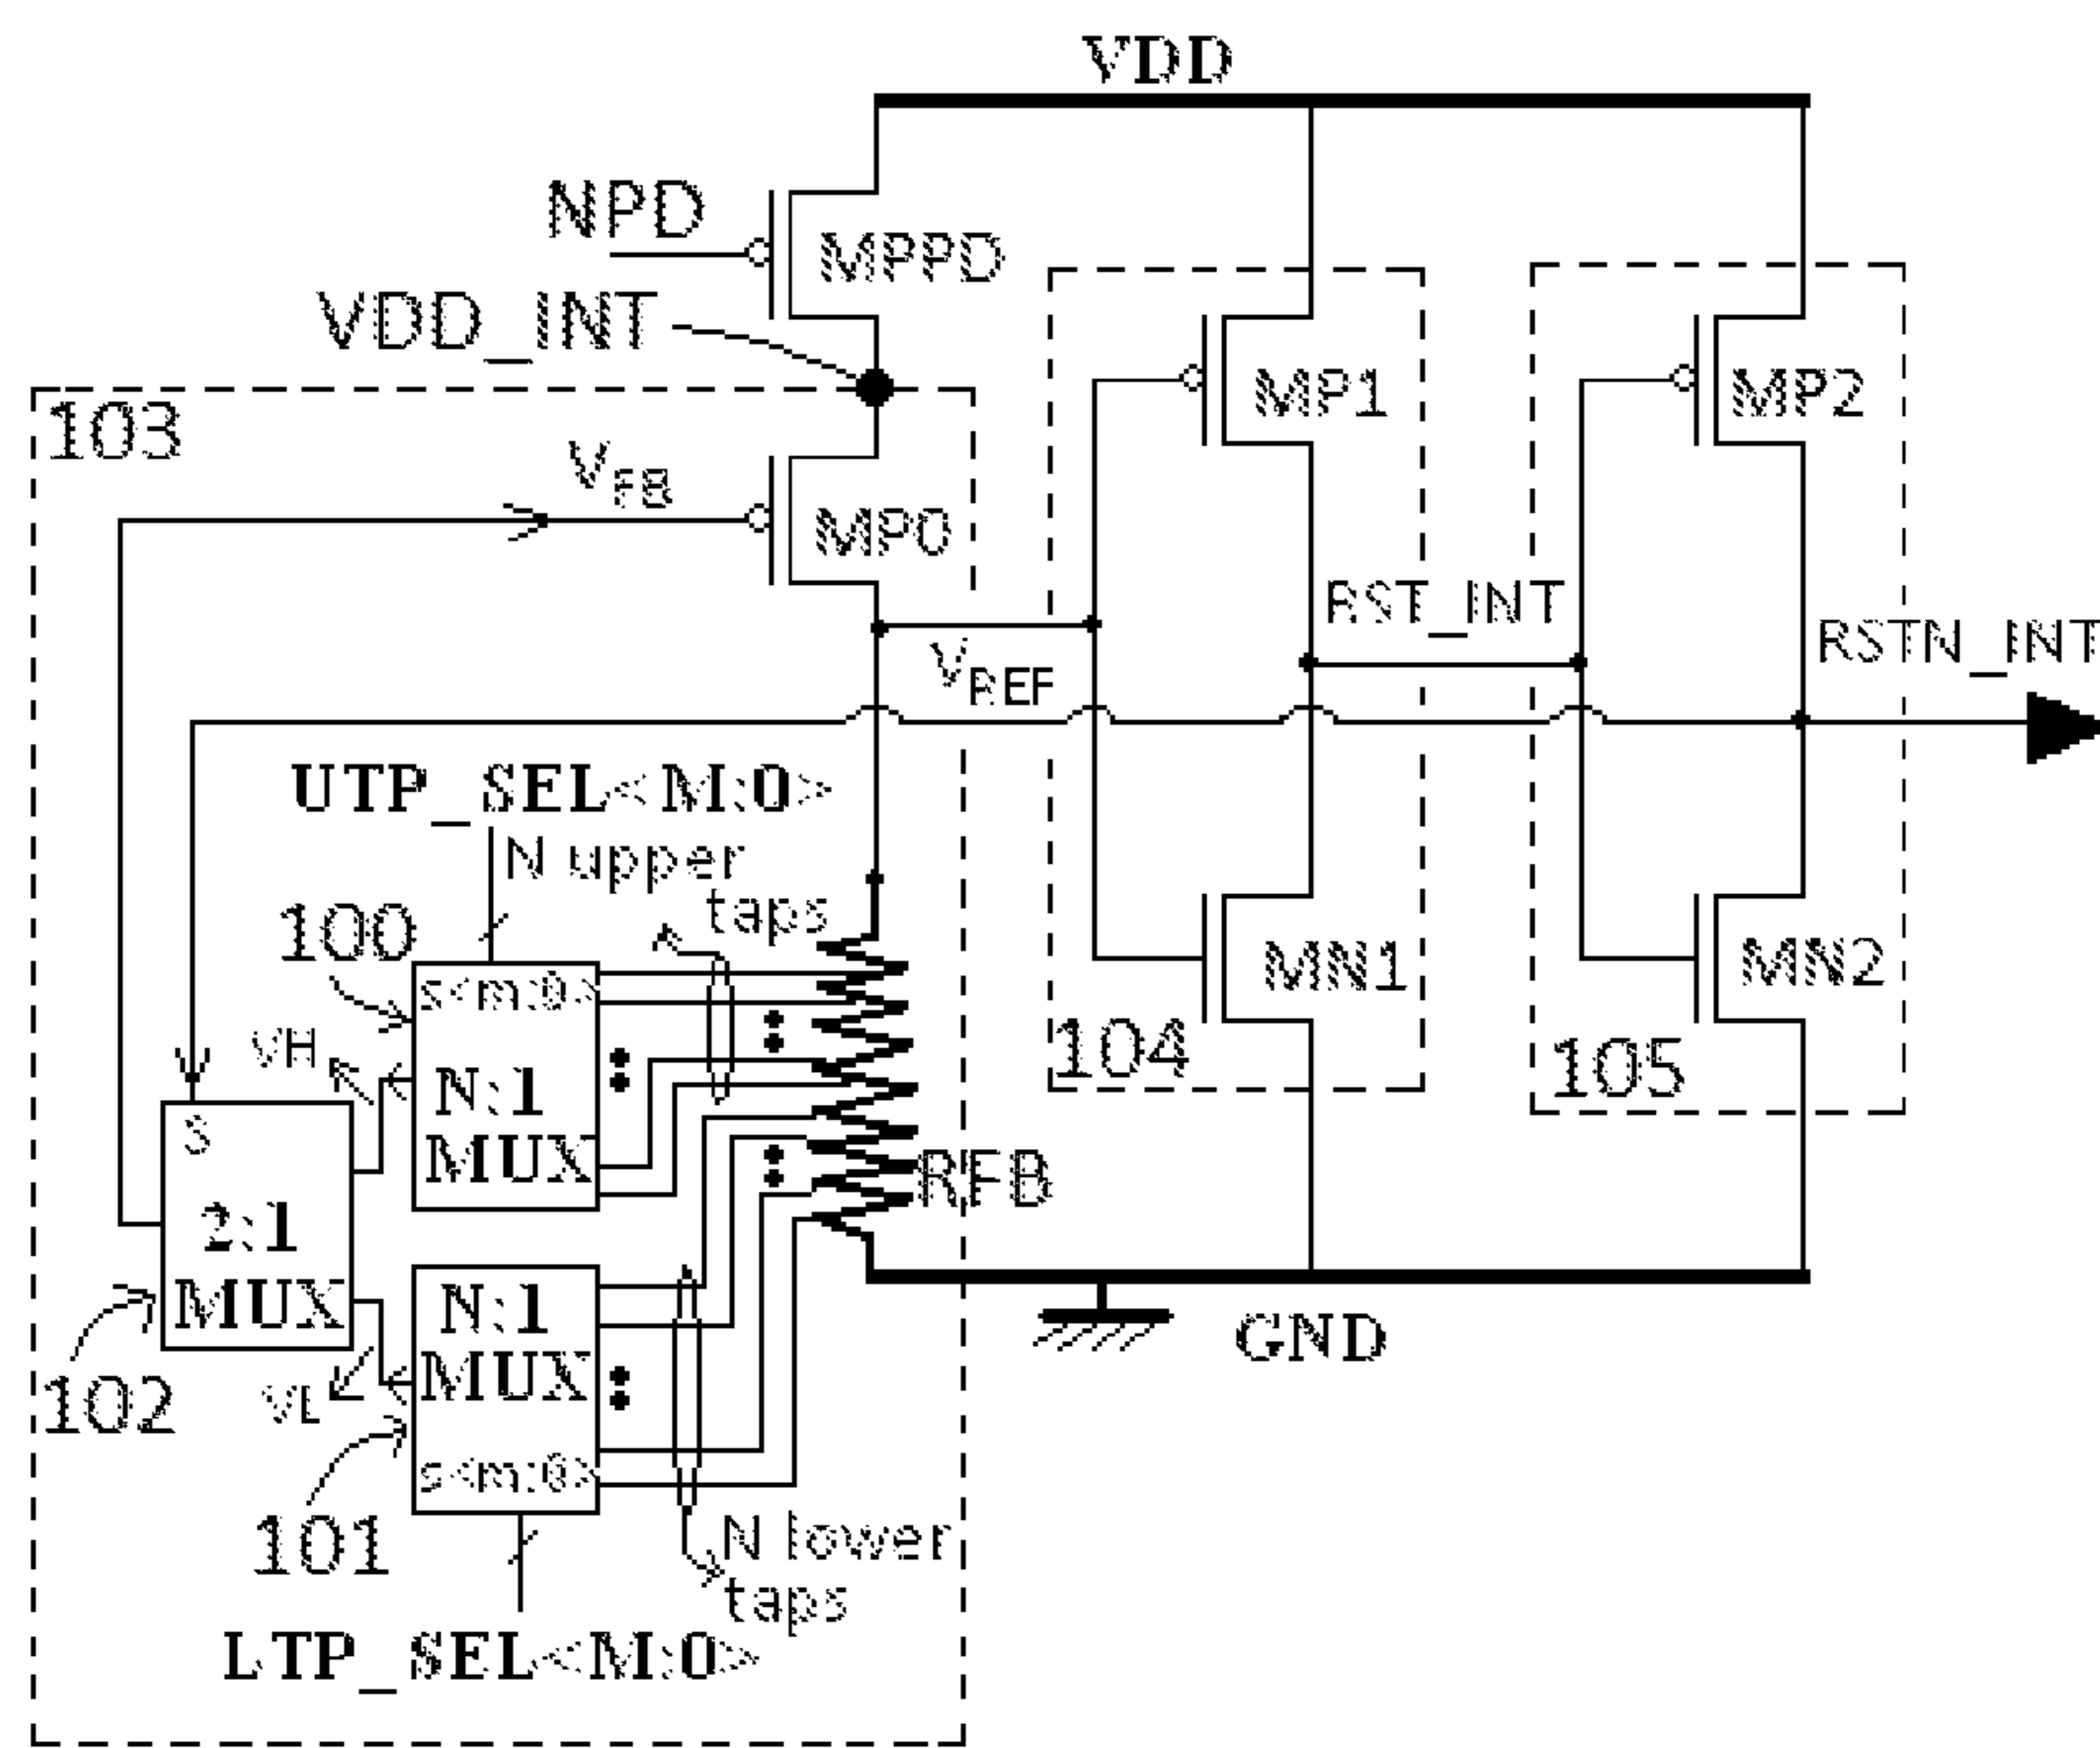 VDD
NPD
MPPD
VDD_INT
103
VFB
MP0
MP1
MP2
RST_INT
RSTN_INT
VREF
UTP_SEL<M:0>
N upper
taps
100
s<m:0>
VH
N:1
MUX
MN1
MN2
104
105
S
2:1
MUX
RFB
N:1
MUX
GND
102
VL
s<m:0>
101
N lower
taps
LTP_SEL<M:0>